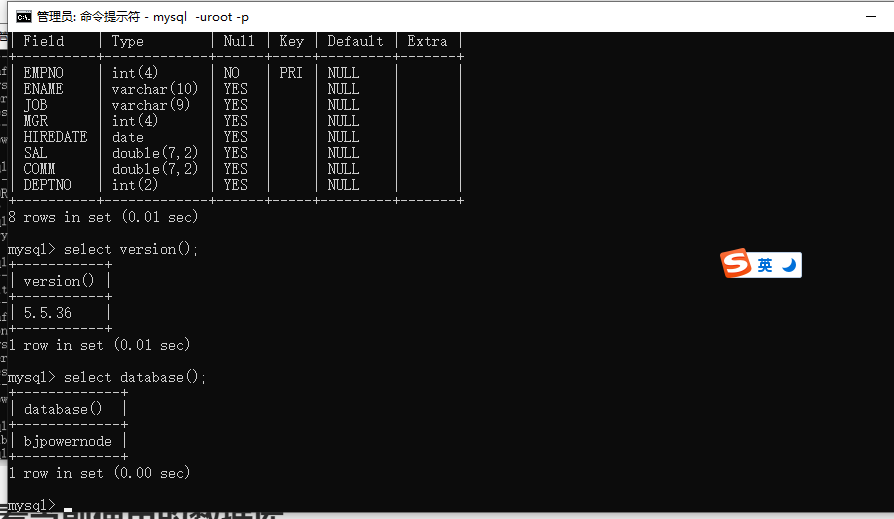 管理员: 命令提示符 - mysql  -uroot -p
| Field    | Type        | Null | Key | Default | Extra |
+----------+-------------+------+-----+---------+-------+
| EMPNO    | int(4)      | NO   | PRI | NULL    |       |
| ENAME    | varchar(10) | YES  |     | NULL    |       |
| JOB      | varchar(9)  | YES  |     | NULL    |       |
| MGR      | int(4)      | YES  |     | NULL    |       |
| HIREDATE | date        | YES  |     | NULL    |       |
| SAL      | double(7,2) | YES  |     | NULL    |       |
| COMM     | double(7,2) | YES  |     | NULL    |       |
| DEPTNO   | int(2)      | YES  |     | NULL    |       |
+----------+-------------+------+-----+---------+-------+
8 rows in set (0.01 sec)
mysql> select version();
+-----------+
| version() |
+-----------+
| 5.5.36    |
+-----------+
1 row in set (0.01 sec)
英
mysql> select database();
+-------------+
| database()  |
+-------------+
| bjpowernode |
+-------------+
1 row in set (0.00 sec)
mysql>